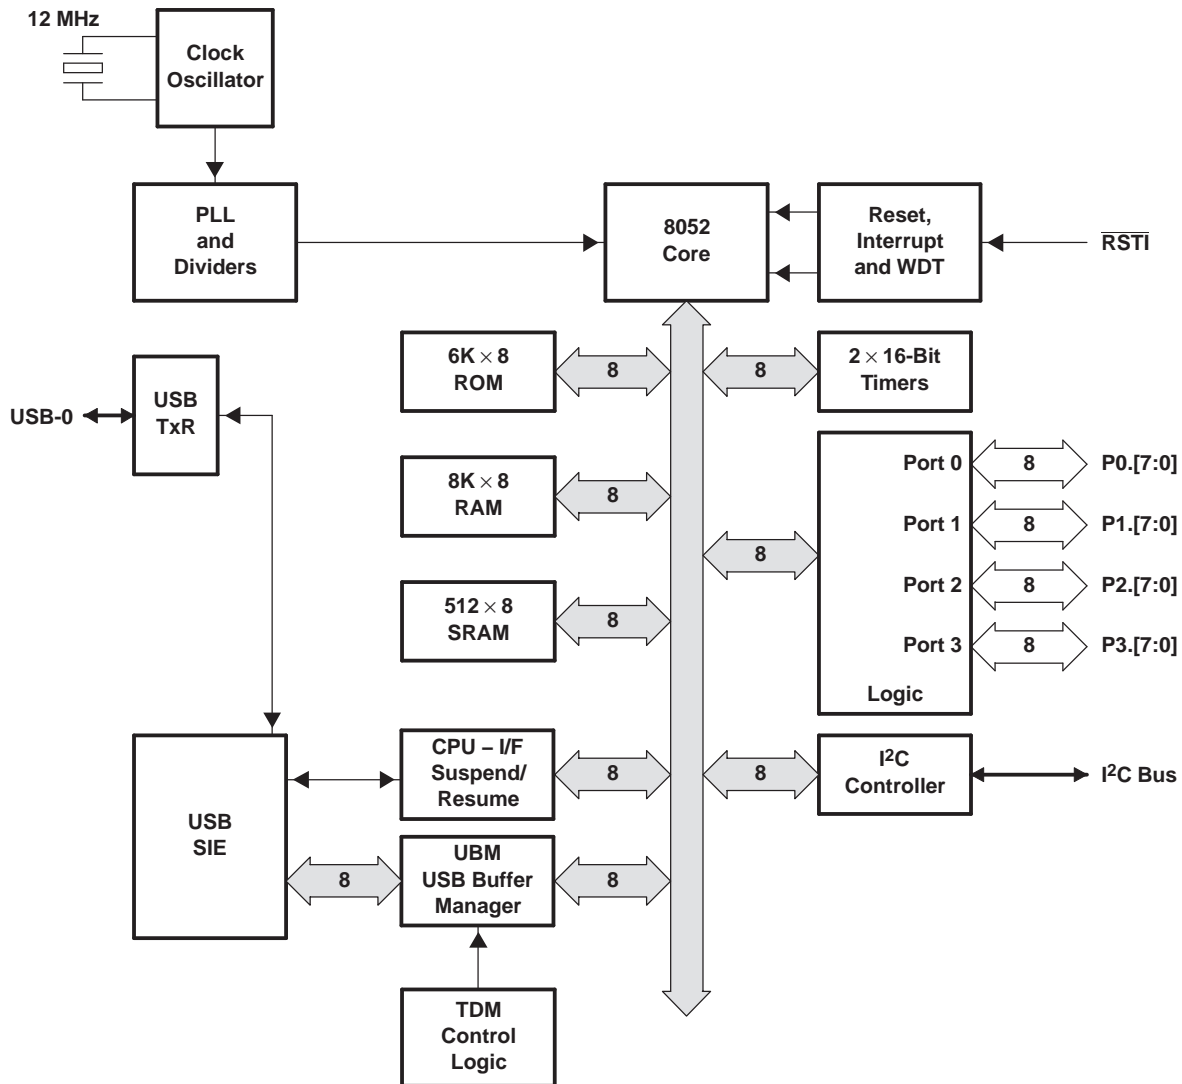 12 MHz
Clock
Oscillator
PLL
and
Dividers
8052
Core
Reset,
Interrupt
and WDT
RSTI
6K × 8
ROM
8
8
2 × 16-Bit
Timers
USB-0
USB
TxR
8K × 8
RAM
8
8
Port 0
8
P0.[7:0]
Port 1
8
P1.[7:0]
Port 2
8
P2.[7:0]
Port 3
8
P3.[7:0]
Logic
512 × 8
SRAM
8
USB
SIE
CPU – I/F
Suspend/
Resume
8
8
I²C
Controller
I²C Bus
8
UBM
USB Buffer
Manager
8
TDM
Control
Logic